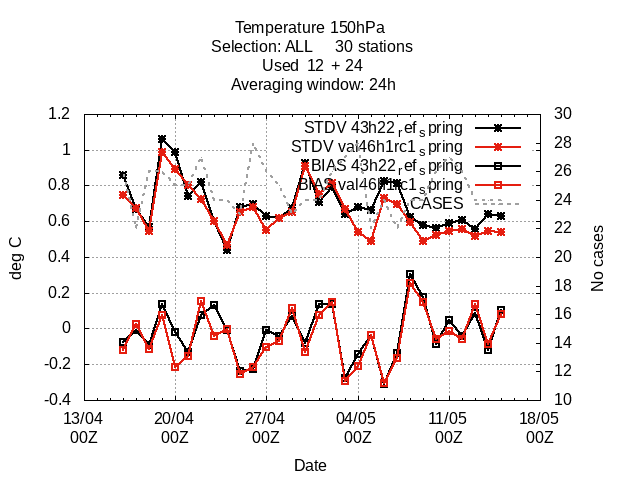 Temperature 150hPa
Selection: ALL 30 stations
Used 12 + 24
Averaging window: 24h
1.2
1
0.8
0.6
0.4
0.2
0
-0.2
-0.4
deg C
30
28
26
24
22
20
18
16
14
12
10
No cases
STDV 43h22_ref_spring
STDV val46h1rc1_spring
BIAS 43h22_ref_spring
BIAS val46h1rc1_spring
CASES
13/04 20/04 27/04 04/05 11/05 18/05
00Z 00Z 00Z 00Z 00Z 00Z
Date